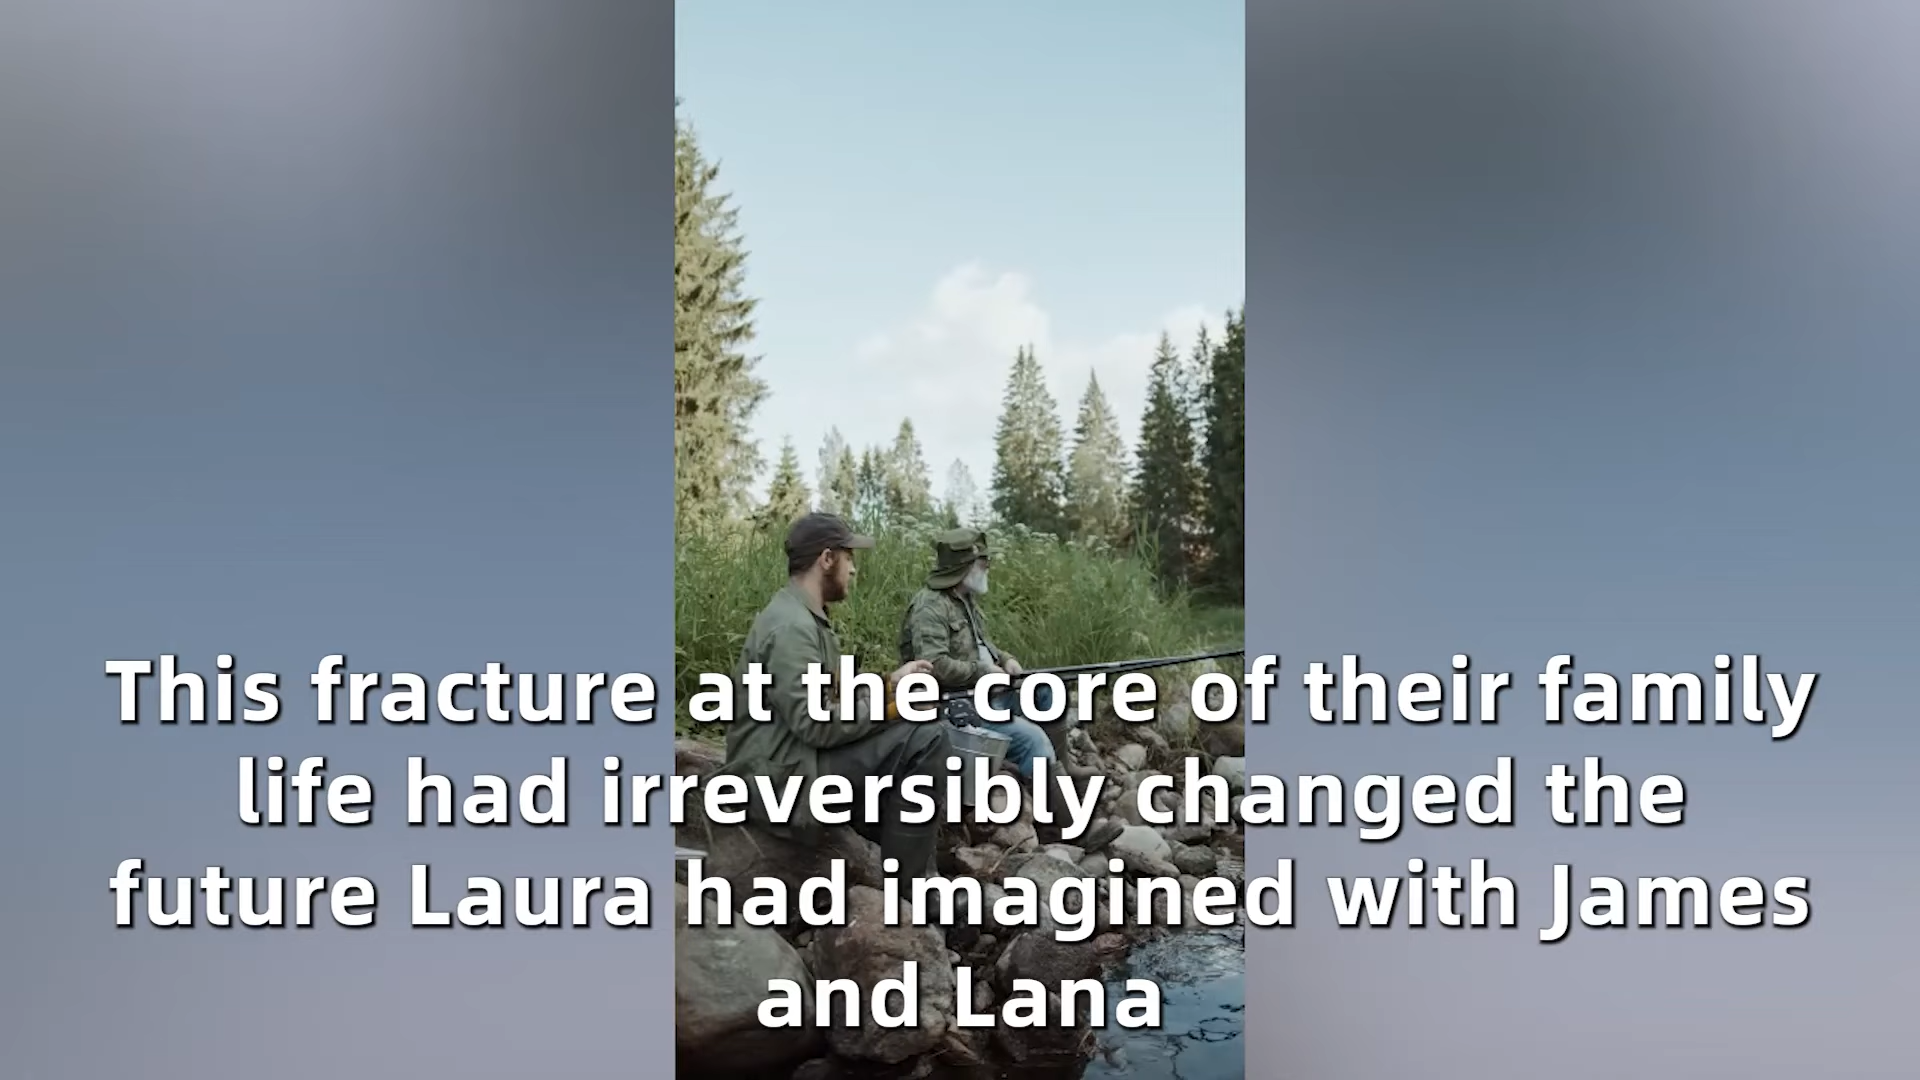 This fracture at the core of their family
life had irreversibly changed the
future Laura had imagined with James
and Lana